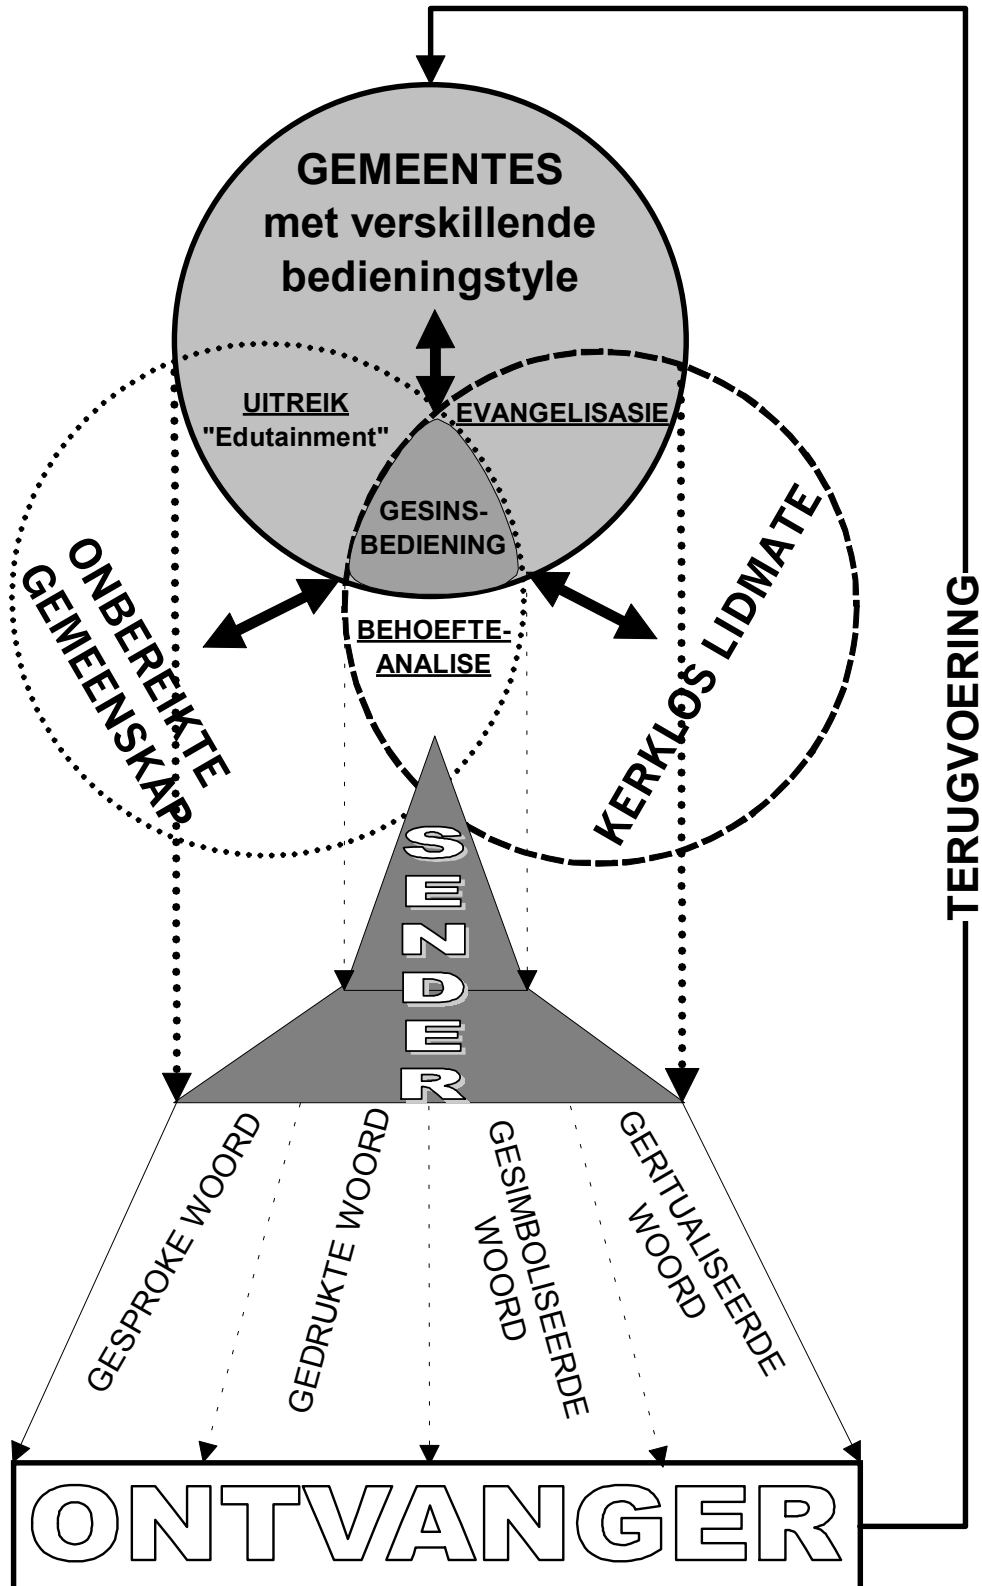 GEMEENTES
met verskillende
bedieningstyle
UITREIK
"Edutainment"
EVANGELISASIE
GESINS-
BEDIENING
ONBEREIKTE
GEMEENSKAP
BEHOEFTE-
ANALISE
KERKLOS LIDMATE
TERUGVOERING
SENDER
GESPROKE WOORD
GEDRUKTE WOORD
GESIMBOLISEERDE
WOORD
GERITUALISEERDE
WOORD
ONTVANGER